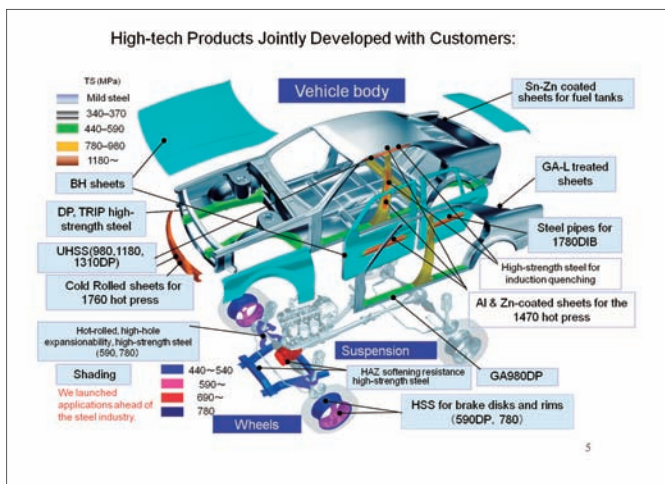 High-tech Products Jointly Developed with Customers:
TS (MPa)
Mild steel
340–370
440–590
780–980
1180～
Vehicle body
Sn-Zn coated
sheets for fuel tanks
GA-L treated
sheets
BH sheets
DP, TRIP high-
strength steel
UHSS(980,1180,
1310DP)
Cold Rolled sheets for
1760 hot press
Steel pipes for
1780DIB
High-strength steel for
induction quenching
Al & Zn-coated sheets for the
1470 hot press
Hot-rolled, high-hole
expansionability, high-strength steel
(590, 780)
Suspension
HAZ softening resistance
high-strength steel
GA980DP
Shading
We launched
applications ahead of
the steel industry.
440～540
590～
690～
780
Wheels
HSS for brake disks and rims
(590DP, 780)
5